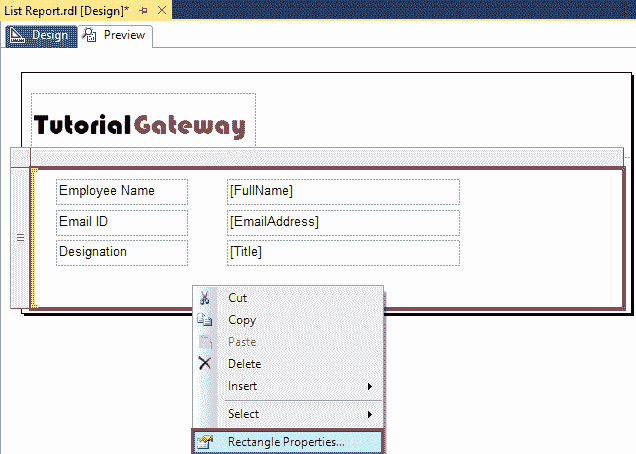 List Report.rdl [Design]*
Design Preview
TutorialGateway
Employee Name [FullName]
Email ID [EmailAddress]
Designation [Title]
Cut
Copy
Paste
Delete
Insert
Select
Rectangle Properties...